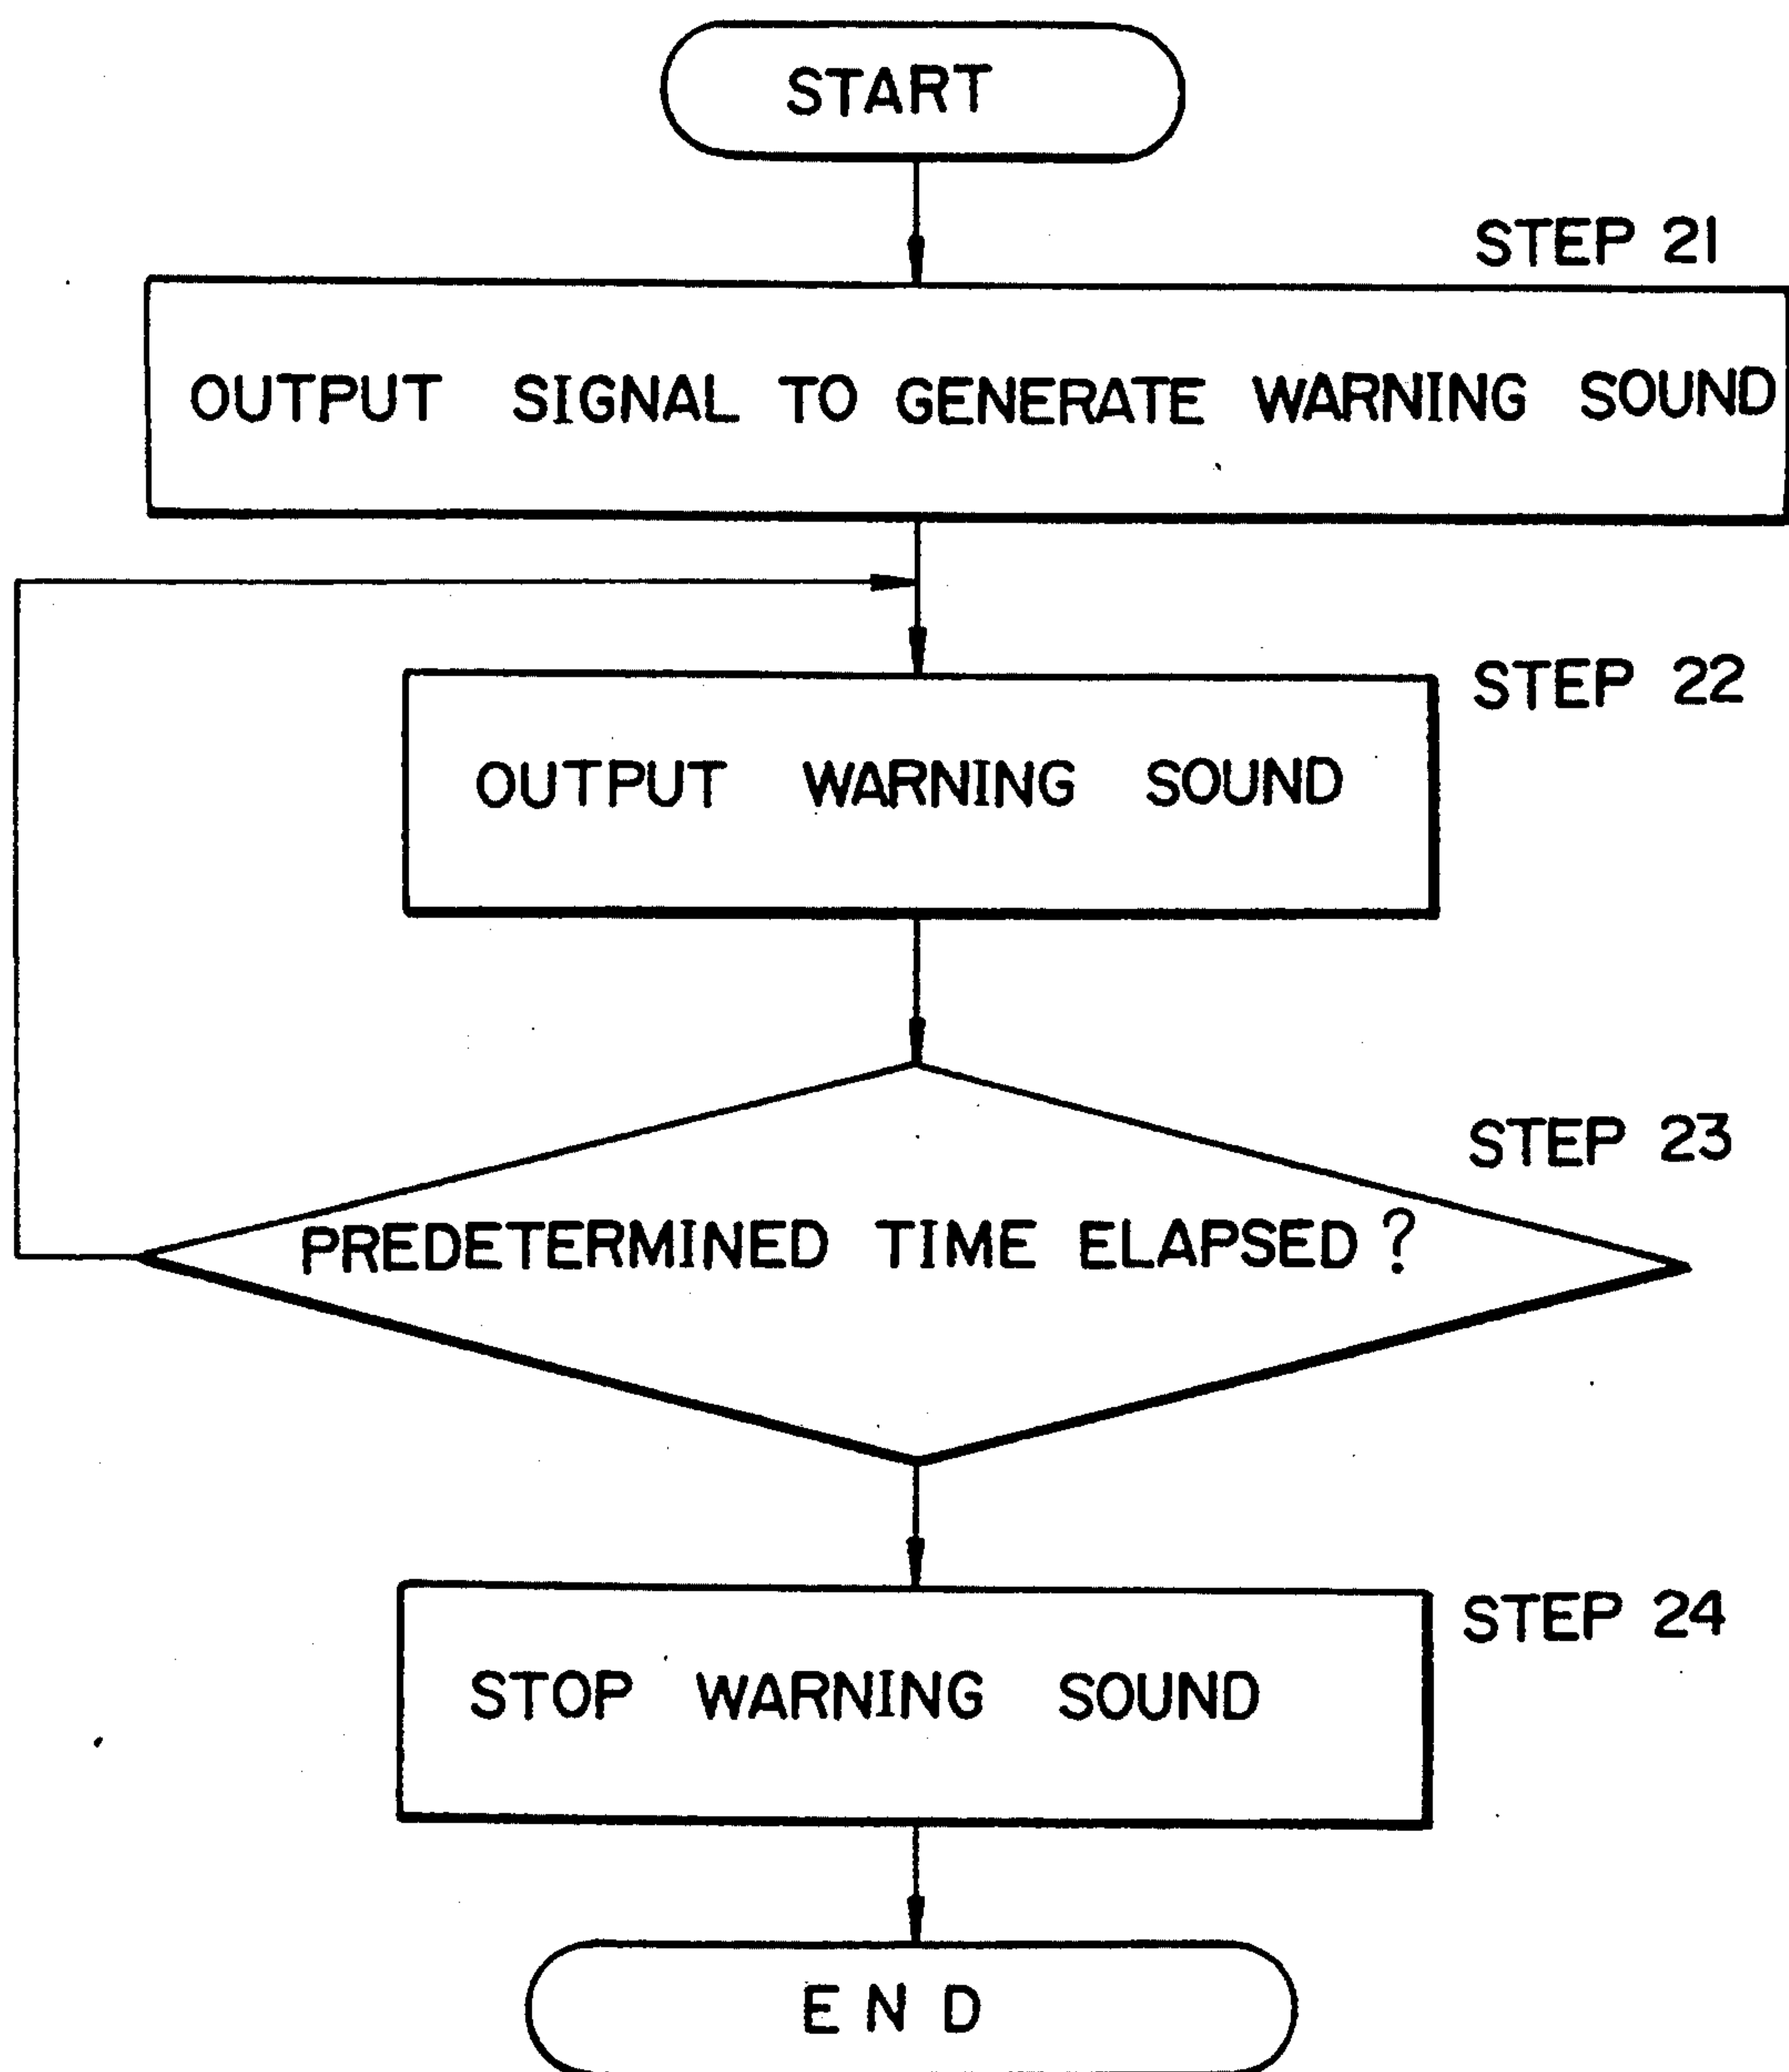 START
STEP 21
OUTPUT SIGNAL TO GENERATE WARNING SOUND
STEP 22
OUTPUT WARNING SOUND
STEP 23
PREDETERMINED TIME ELAPSED ?
STEP 24
STOP WARNING SOUND
END